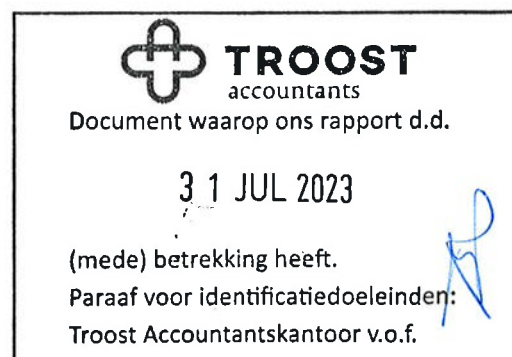 TROOST
accountants
Document waarop ons rapport d.d.
31 JUL 2023
(mede) betrekking heeft.
Paraaf voor identificatiedoeleinden:
Troost Accountantskantoor v.o.f.